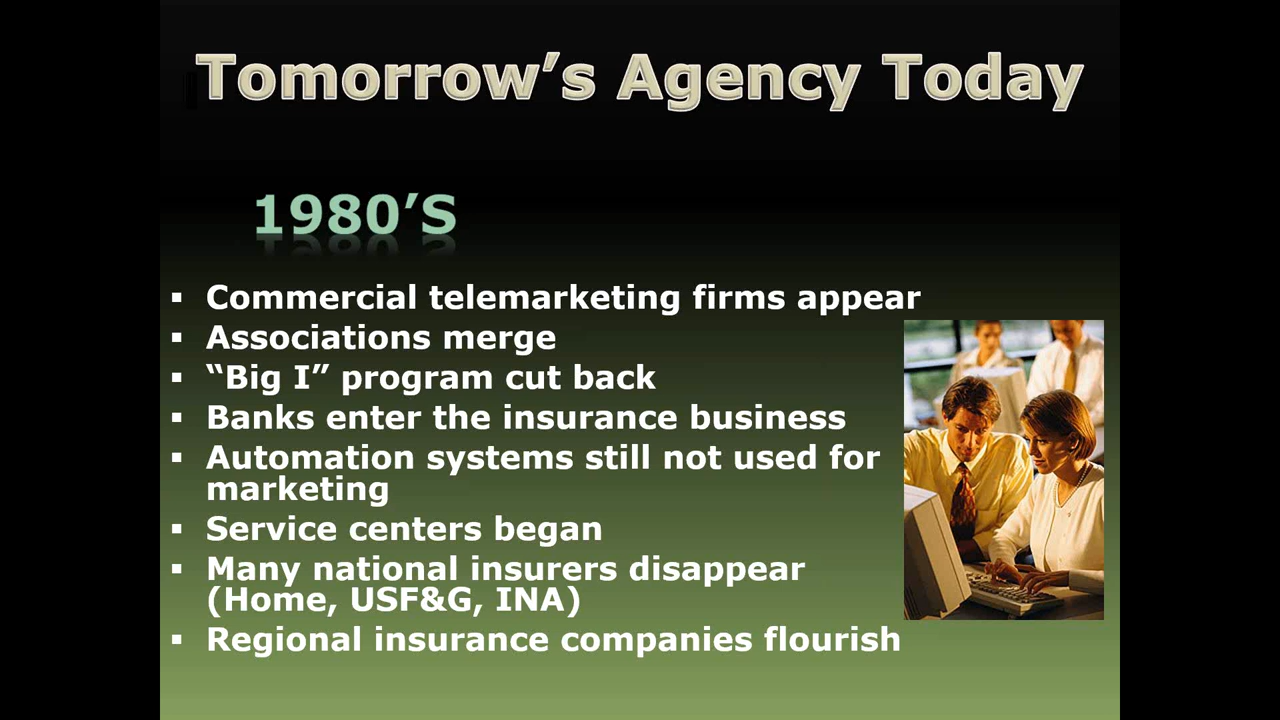 Tomorrow’s Agency Today
1980’S
▪ Commercial telemarketing firms appear
▪ Associations merge
▪ “Big I” program cut back
▪ Banks enter the insurance business
▪ Automation systems still not used for
marketing
▪ Service centers began
▪ Many national insurers disappear
(Home, USF&G, INA)
▪ Regional insurance companies flourish